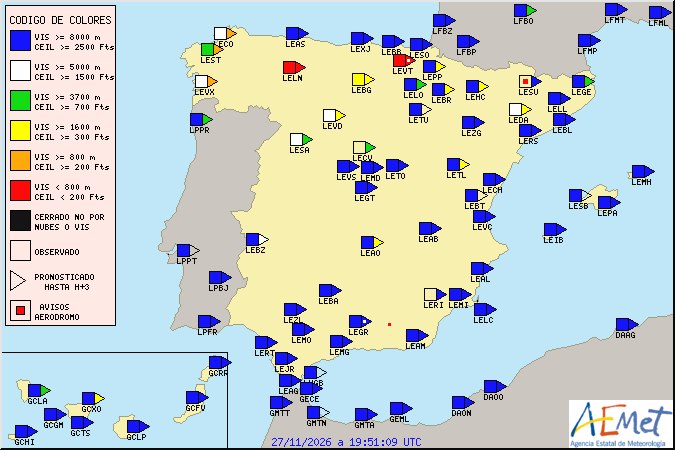 CODIGO DE COLORES
VIS >= 8000 m
CEIL >= 2500 Fts
VIS >= 5000 m
CEIL >= 1500 Fts
VIS >= 3700 m
CEIL >= 700 Fts
VIS >= 1600 m
CEIL >= 300 Fts
VIS >= 800 m
CEIL >= 200 Fts
VIS < 800 m
CEIL < 200 Fts
CERRADO NO POR
NUBES O VIS
OBSERVADO
PRONOSTICADO
HASTA H+3
AVISOS
AERODROMO
LFBO
LFMT
LFML
LFBZ
LECO
LEAS
LEXJ
LEBB
LESO
LFBP
LFMP
LEST
LELN
LEVT
LEPP
LEVX
LEBG
LELO
LEBR
LEHC
LESU
LEGE
LELL
LPPR
LEVD
LETU
LEZG
LEDA
LEBL
LERS
LESA
LECV
LEVS
LEMD
LETO
LETL
LEGT
LECH
LEMH
LEBT
LESB
LEPA
LEVC
LEIB
LEBZ
LEAB
LPPT
LEAO
LEAL
LPBJ
LEBA
LERI
LEMI
LEZL
LELC
LPFR
LEGR
LEMO
LEAM
DAAG
LERT
LEMG
LEJR
GCRR
LEAG
LXGB
GECE
DAOO
GCLA
GCXO
GCFV
GMTT
GMTN
GMTA
GEML
DAON
GCGM
GCTS
GCLP
GCHI
27/11/2026 a 19:51:09 UTC
AEMet
Agencia Estatal de Meteorología